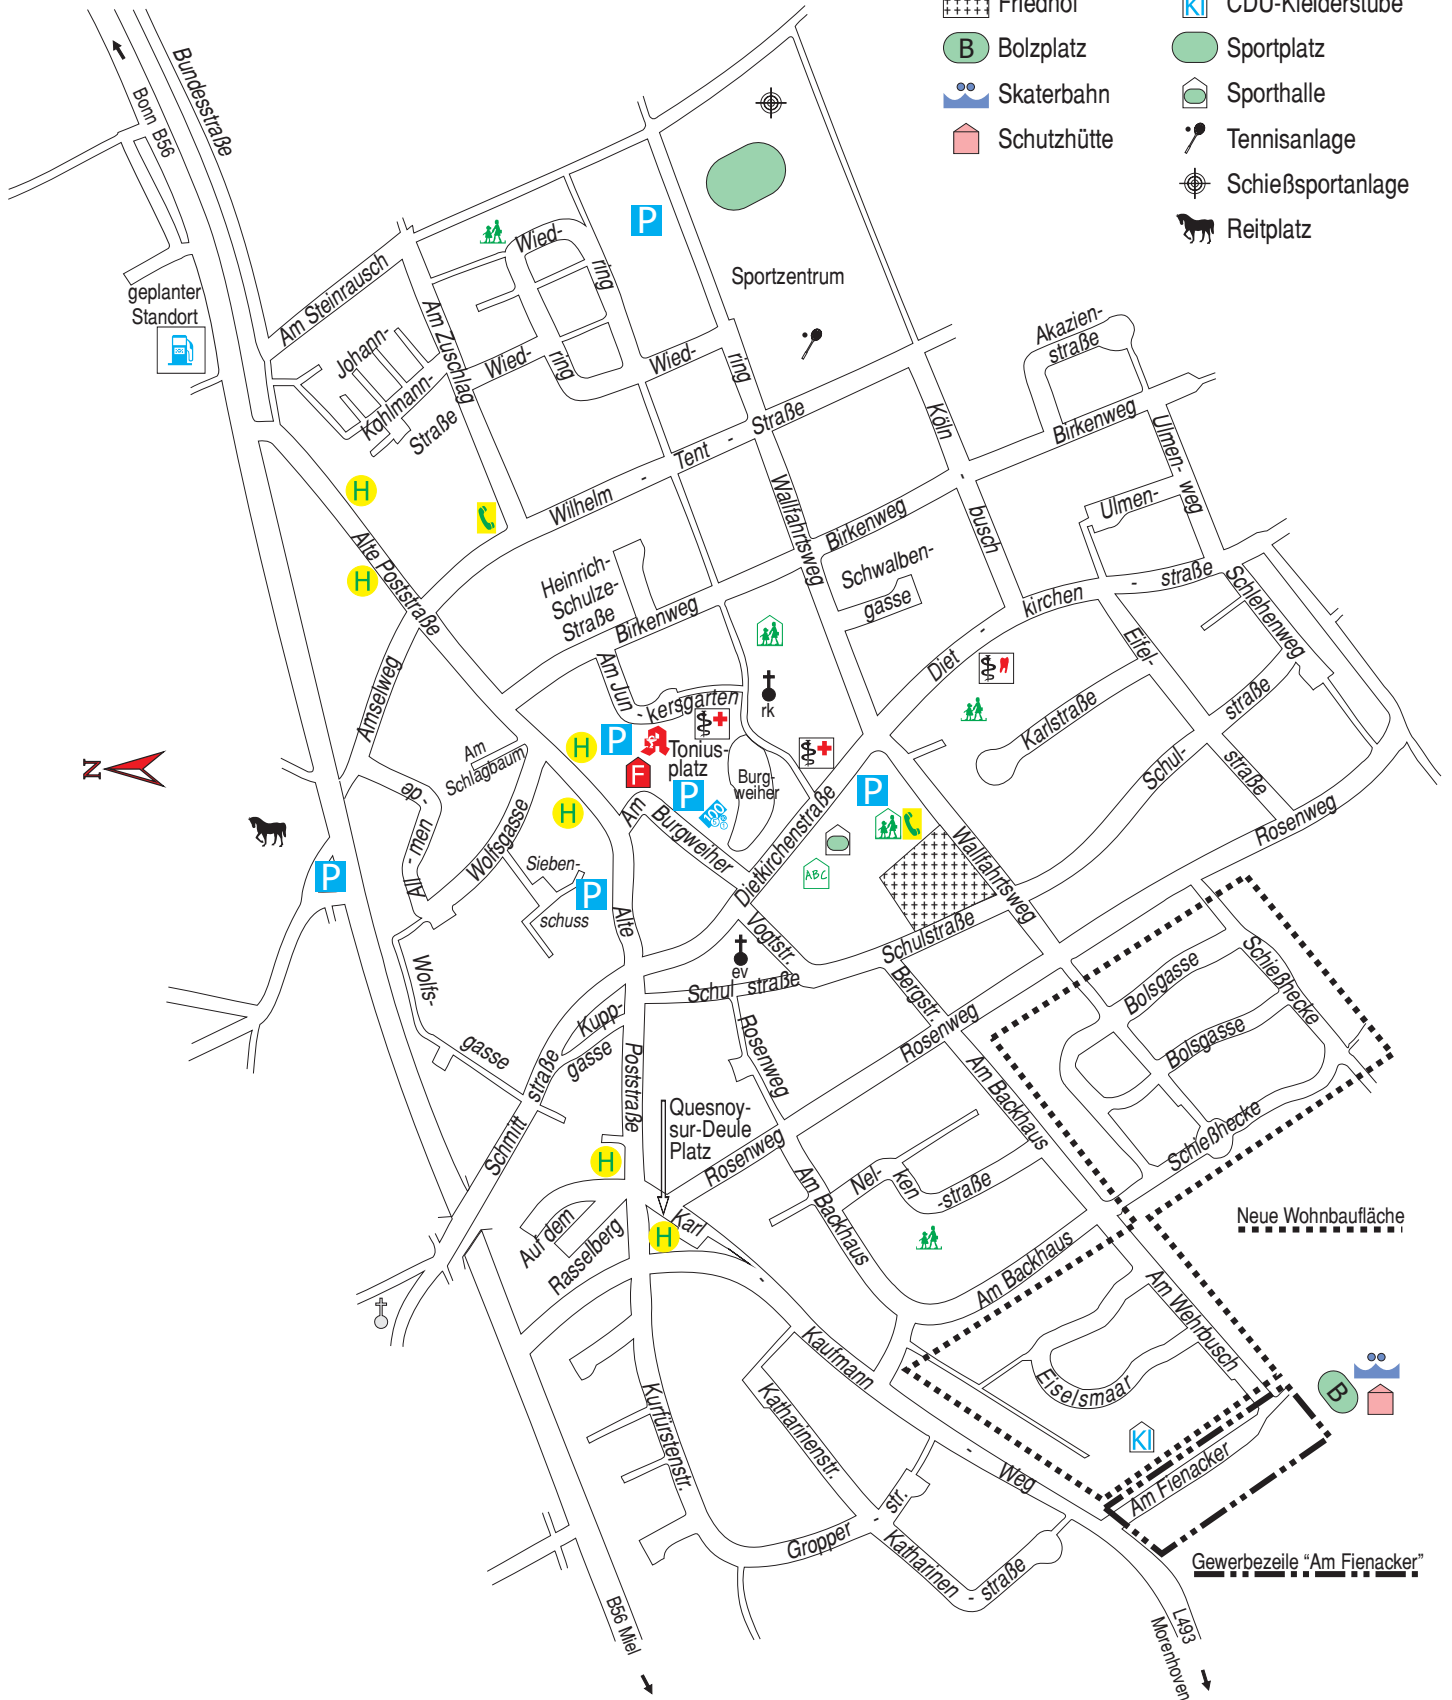 Friedhof
KI CDU-Kleiderstube
B Bolzplatz
Sportplatz
Skaterbahn
Sporthalle
Schutzhütte
Tennisanlage
Schießsportanlage
Reitplatz
Bundesstraße
Bonn B56
geplanter
Standort
Am Steinrausch
Johann-
Kohlmann-
Straße
Am Zuschlag
Wied-
ring
Wied-
ring
Wied-
ring
P
Sportzentrum
Akazien-
straße
Birkenweg
Ulmen-
weg
Ulmen-
Köln
-
busch
Wilhelm
-
Tent
-
Straße
Wallfahrtsweg
Birkenweg
Schwalben-
gasse
H
H
Alte Poststraße
Heinrich-
Schulze-
Straße
Birkenweg
Diet
-
kirchen
-
straße
Schlehenweg
Eifel-
straße
Karlstraße
Schul-
straße
Rosenweg
Amselweg
Am Jun
-kersgarten
rk
Am
Schlagbaum
H
P
F
Tonius-
platz
P
100
Burg-
weiher
Am
Burgweiher
Dietkirchenstraße
P
ABC
Wallfahrtsweg
N
P
All
- men
-de-
Wolfsgasse
H
Sieben-
schuss
P
Alte
Vogtstr.
ev
Schul
straße
Schulstraße
Bergstr.
Rosenweg
Wolfs-
gasse
Kupp-
gasse
Schmitt
straße
Poststraße
Rosenweg
Quesnoy-
sur-Deule
Platz
Rosenweg
H
H
Karl
-
Kaufmann
-
Weg
Auf dem
Rasselberg
Am Backhaus
Nel-
ken
-straße
Am Backhaus
Am Backhaus
Bolsgasse
Bolsgasse
Schießhecke
Schießhecke
Neue Wohnbaufläche
Am Wehrbusch
Eiselsmaar
KI
B
Am Fienacker
Gewerbezeile “Am Fienacker”
Kurfürstenstr.
Katharinenstr.
Gropper
-
str.
Katharinen
-
straße
B56 Miel
L493
Morenhoven